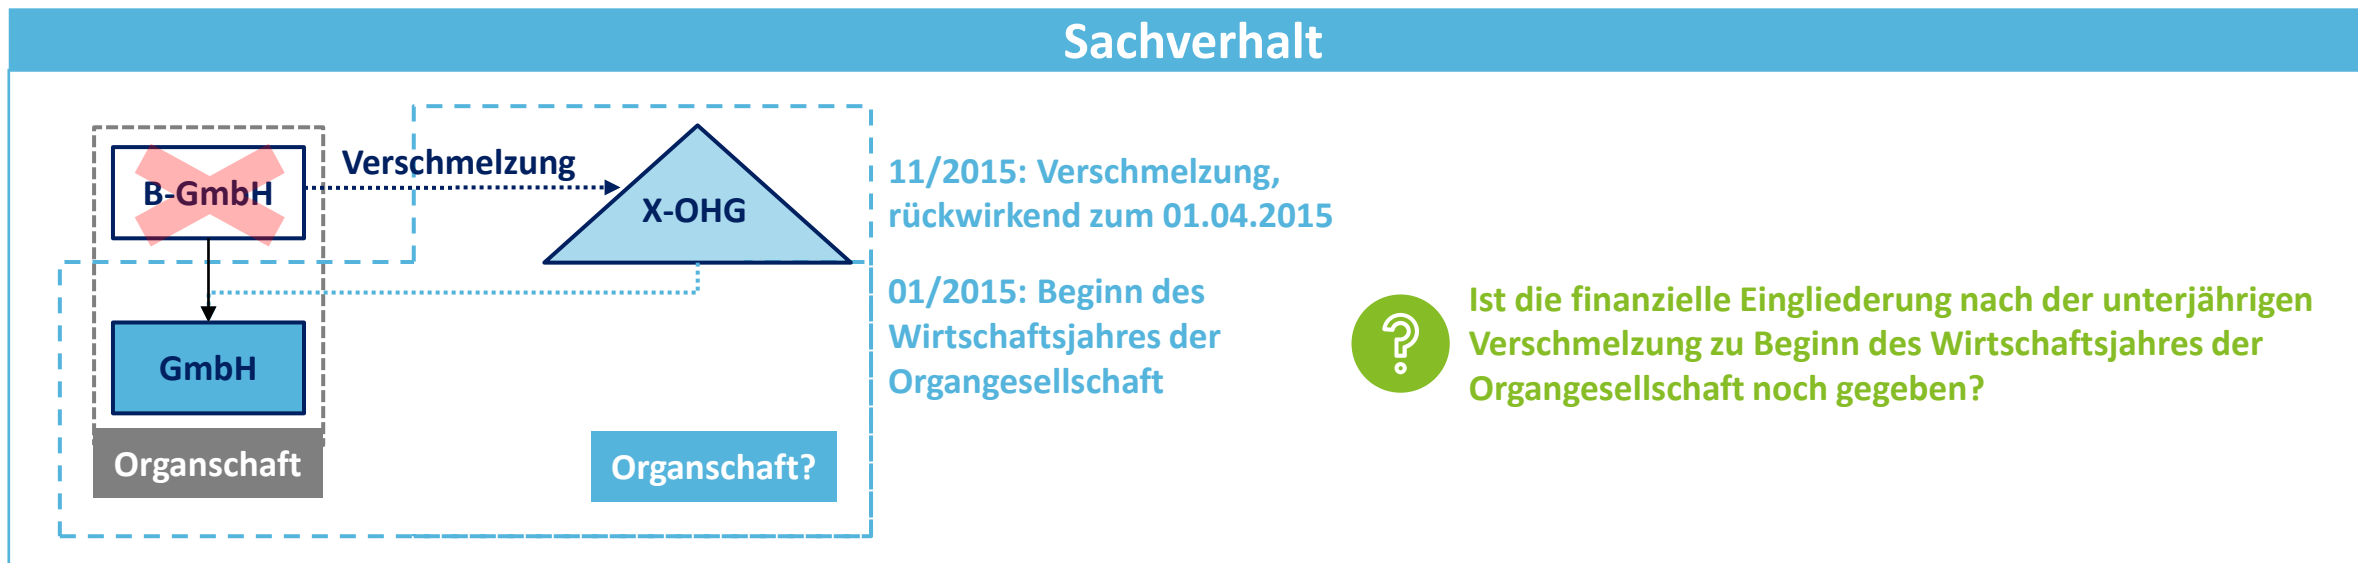 Sachverhalt
B-GmbH
Verschmelzung
X-OHG
GmbH
Organschaft
Organschaft?
11/2015: Verschmelzung,
rückwirkend zum 01.04.2015
01/2015: Beginn des
Wirtschaftsjahres der
Organgesellschaft
?
Ist die finanzielle Eingliederung nach der unterjährigen
Verschmelzung zu Beginn des Wirtschaftsjahres der
Organgesellschaft noch gegeben?